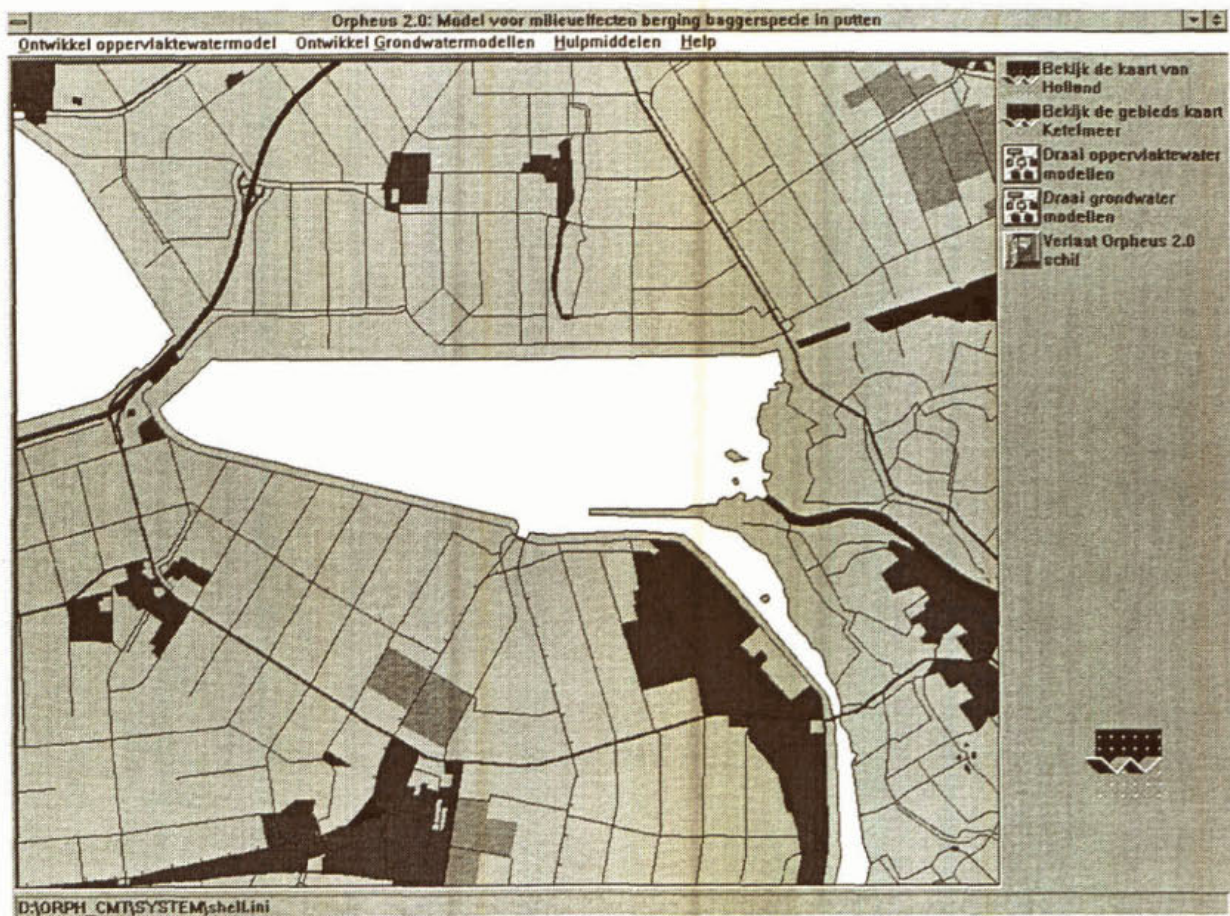 Orpheus 2.0: Model voor milieueffecten berging baggerspecie in putten
Ontwikkel oppervlaktewatermodel Ontwikkel Grondwatermodellen Hulpmiddelen Help
Bekijk de kaart van
Holland
Bekijk de gebieds kaart
Ketelmeer
Draai oppervlaktewater
modellen
Draai grondwater
modellen
Verlaat Orpheus 2.0
schil
D:\ORPH_CMT\SYSTEM\shell.ini